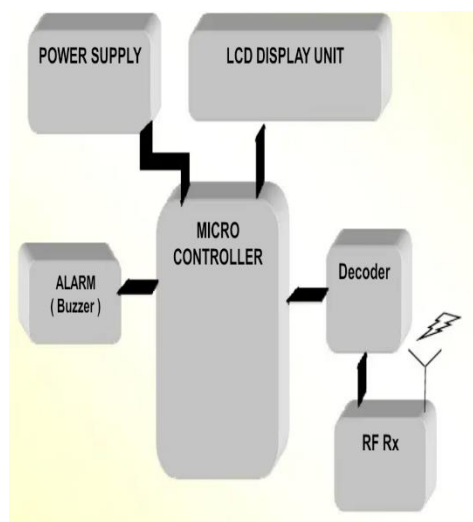 POWER SUPPLY
LCD DISPLAY UNIT
MICRO
CONTROLLER
ALARM
( Buzzer )
Decoder
RF Rx